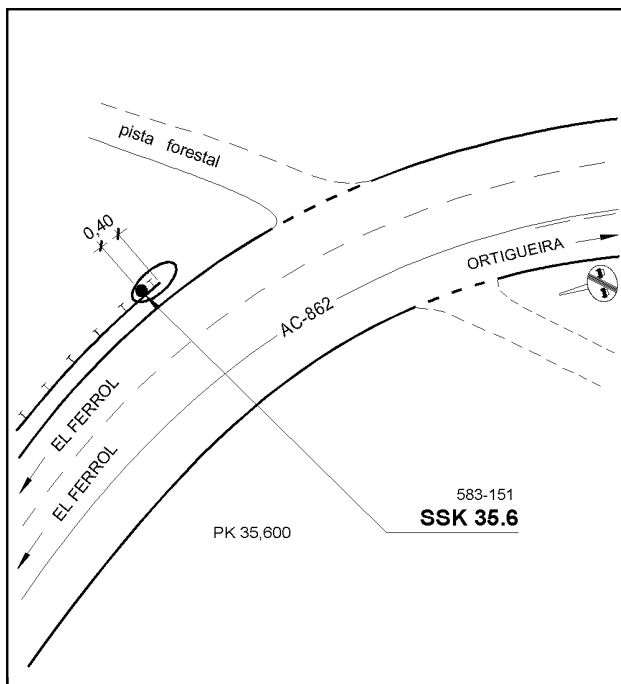 pista forestal
0,40
ORTIGUEIRA
AC-862
EL FERROL
EL FERROL
583-151
SSK 35.6
PK 35,600